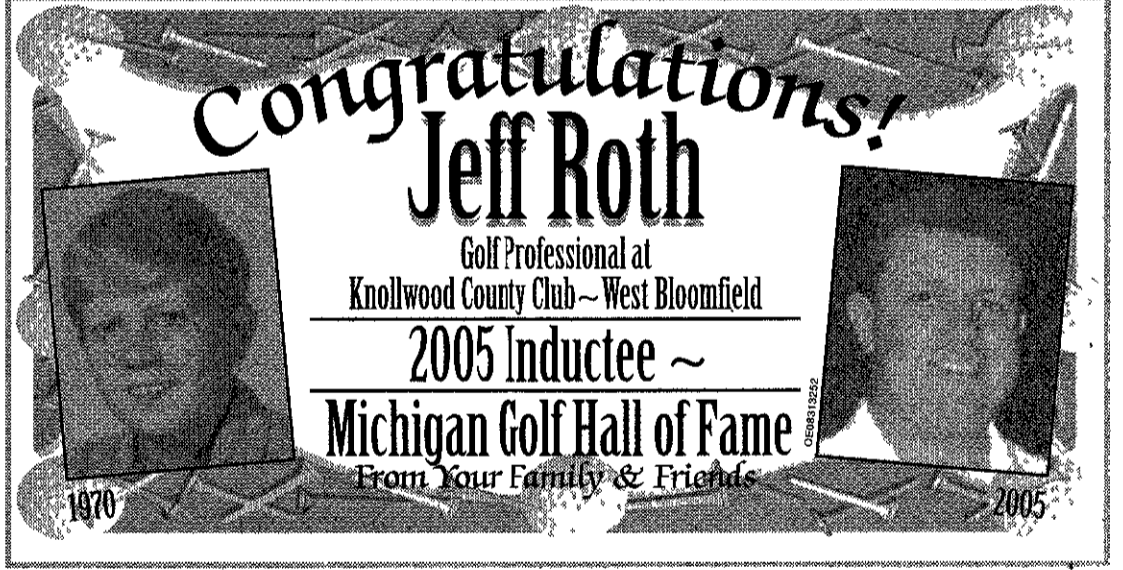 Congratulations!
Jeff Roth
Golf Professional at
Knollwood County Club ~ West Bloomfield
2005 Inductee ~
Michigan Golf Hall of Fame
From Your Family & Friends
1970
2005
OE08313252